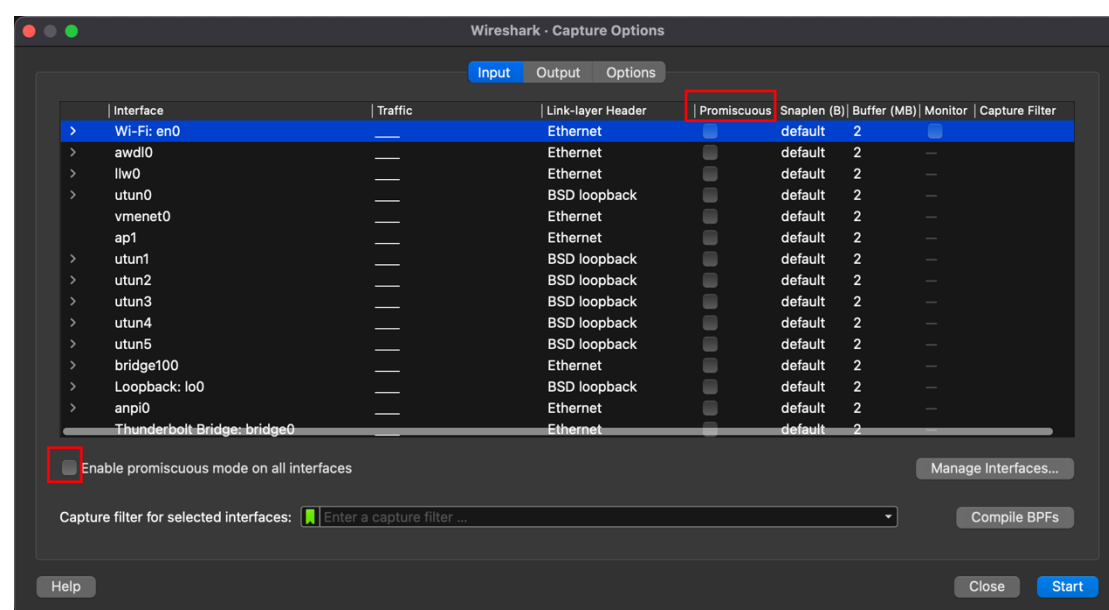 Wireshark · Capture Options
Input Output Options
Interface Traffic Link-layer Header Promiscuous Snaplen (B) Buffer (MB) Monitor Capture Filter
Wi-Fi: en0 Ethernet default 2
awdl0 Ethernet default 2 —
llw0 Ethernet default 2 —
utun0 BSD loopback default 2 —
vmenet0 Ethernet default 2 —
ap1 Ethernet default 2 —
utun1 BSD loopback default 2 —
utun2 BSD loopback default 2 —
utun3 BSD loopback default 2 —
utun4 BSD loopback default 2 —
utun5 BSD loopback default 2 —
bridge100 Ethernet default 2 —
Loopback: lo0 BSD loopback default 2 —
anpi0 Ethernet default 2 —
Thunderbolt Bridge: bridge0 Ethernet default 2 —
Enable promiscuous mode on all interfaces Manage Interfaces...
Capture filter for selected interfaces: Enter a capture filter ... Compile BPFs
Help Close Start